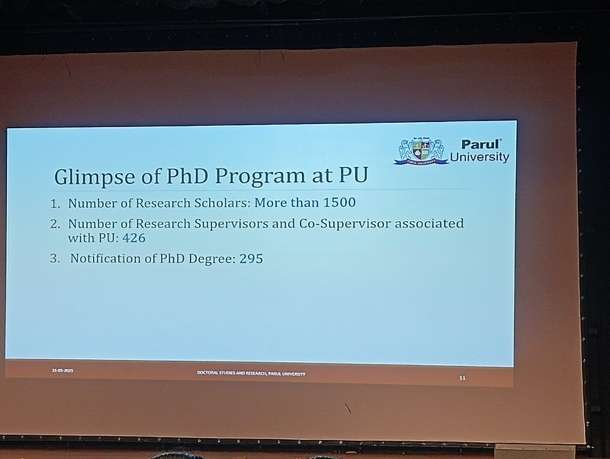 Parul®
University
Glimpse of PhD Program at PU
1. Number of Research Scholars: More than 1500
2. Number of Research Supervisors and Co-Supervisor associated
with PU: 426
3. Notification of PhD Degree: 295
DOCTORAL STUDIES AND RESEARCH, PARUL UNIVERSITY
11